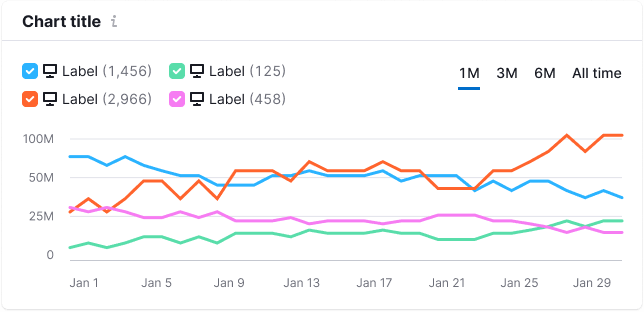 Chart title i
Label (1,456) Label (125)
Label (2,966) Label (458)
1M 3M 6M All time
100M
50M
25M
0
Jan 1 Jan 5 Jan 9 Jan 13 Jan 17 Jan 21 Jan 25 Jan 29